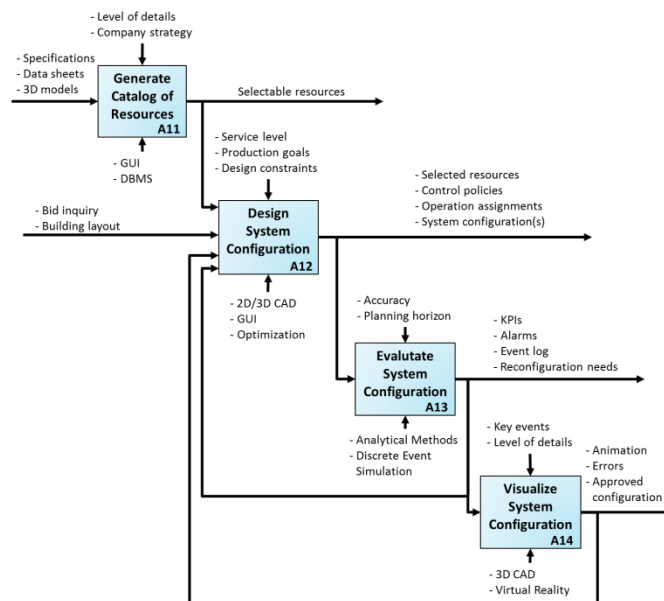 - Level of details
- Company strategy
- Specifications
- Data sheets
- 3D models
Generate
Catalog of
Resources
A11
Selectable resources
- GUI
- DBMS
- Service level
- Production goals
- Design constraints
- Selected resources
- Control policies
- Operation assignments
- System configuration(s)
- Bid inquiry
- Building layout
Design
System
Configuration
A12
- 2D/3D CAD
- GUI
- Optimization
- Accuracy
- Planning horizon
- KPIs
- Alarms
- Event log
- Reconfiguration needs
Evalutate
System
Configuration
A13
- Analytical Methods
- Discrete Event
Simulation
- Key events
- Level of details
- Animation
- Errors
- Approved
configuration
Visualize
System
Configuration
A14
- 3D CAD
- Virtual Reality